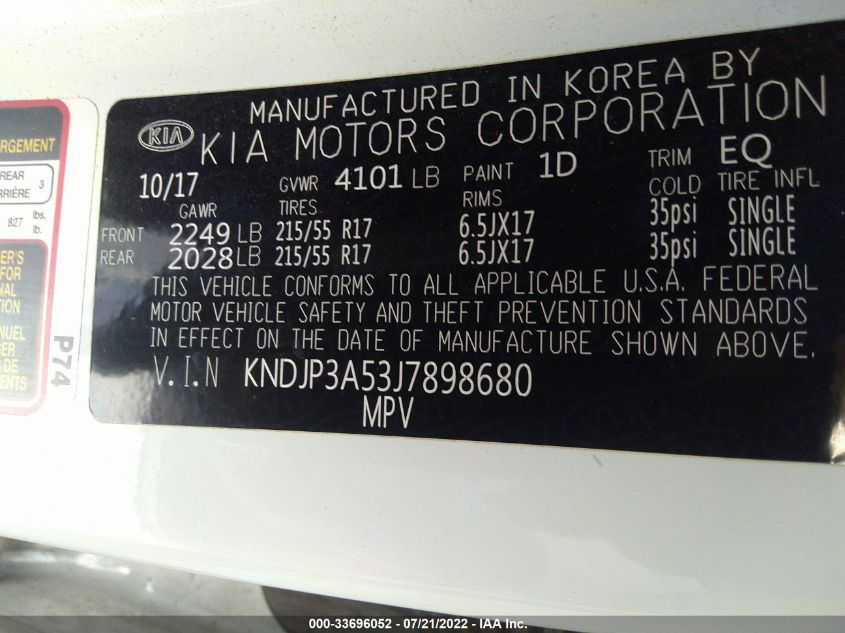 MANUFACTURED IN KOREA BY
KIA KIA MOTORS CORPORATION
10/17 GVWR 4101 LB PAINT 1D TRIM EQ
GAWR TIRES RIMS COLD TIRE INFL
FRONT 2249 LB 215/55 R17 6.5JX17 35psi SINGLE
REAR 2028 LB 215/55 R17 6.5JX17 35psi SINGLE
THIS VEHICLE CONFORMS TO ALL APPLICABLE U.S.A. FEDERAL
MOTOR VEHICLE SAFETY AND THEFT PREVENTION STANDARDS
IN EFFECT ON THE DATE OF MANUFACTURE SHOWN ABOVE.
V.I.N KNDJP3A53J7898680
MPV
REAR
3
827 lbs.
lb.
FOR
P74
000-33696052 / 07/21/2022 / IAA Inc.